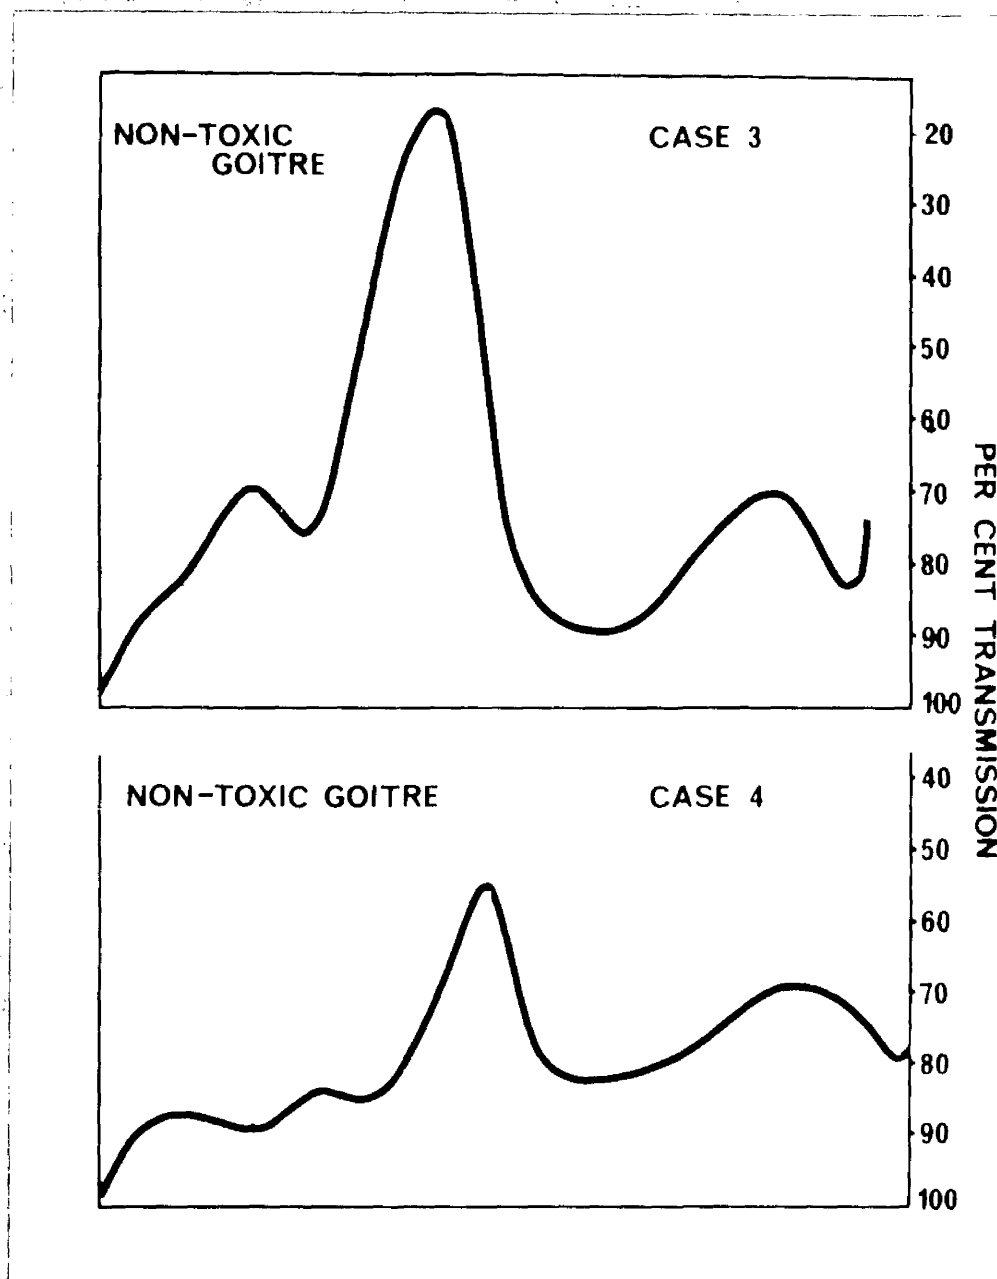 NON-TOXIC
GOITRE
CASE 3
20
30
40
50
60
70
80
90
100
NON-TOXIC GOITRE
CASE 4
40
50
60
70
80
90
100
PER CENT TRANSMISSION